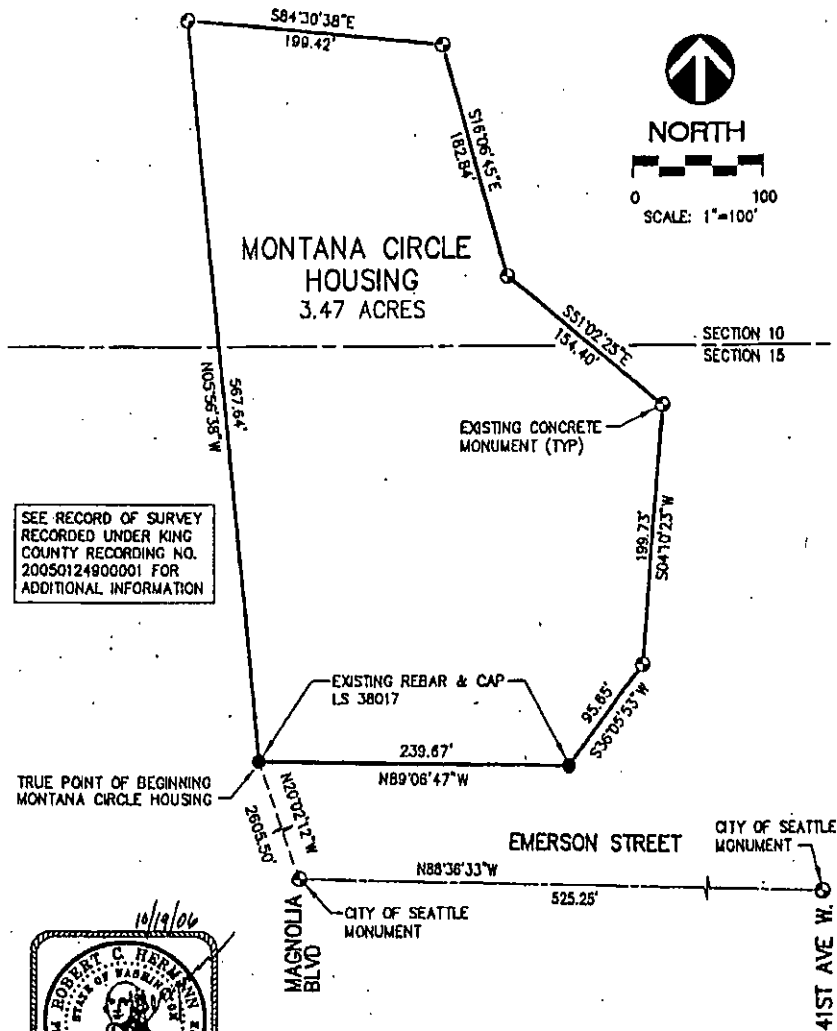 S84°30'38"E
199.42'
S16°06'45"E
182.84'
NORTH
0 100
SCALE: 1"=100'
MONTANA CIRCLE
HOUSING
3.47 ACRES
S51°02'25"E
154.40'
SECTION 10
SECTION 15
567.64'
N05°56'38"W
EXISTING CONCRETE
MONUMENT (TYP)
199.73'
S04°10'23"W
SEE RECORD OF SURVEY
RECORDED UNDER KING
COUNTY RECORDING NO.
20050124900001 FOR
ADDITIONAL INFORMATION
EXISTING REBAR & CAP
LS 38017
95.65'
S36°05'53"W
239.67'
N89°06'47"W
TRUE POINT OF BEGINNING
MONTANA CIRCLE HOUSING
N20°02'12"W
2605.50'
EMERSON STREET
CITY OF SEATTLE
MONUMENT
N88°36'33"W
525.25'
CITY OF SEATTLE
MONUMENT
MAGNOLIA
BLVD
41ST AVE W.
10/19/06
ROBERT C. HERMANN
STATE OF WASHINGTON